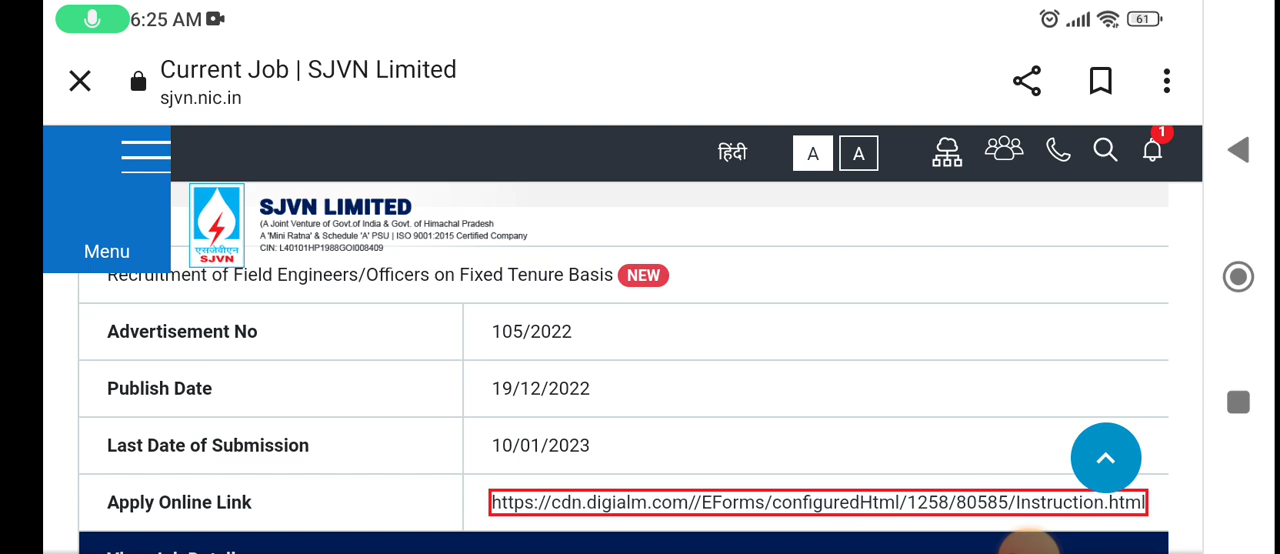 6:25 AM
61
Current Job | SJVN Limited
sjvn.nic.in
हिंदी
A
A
1
SJVN LIMITED
(A Joint Venture of Govt.of India & Govt. of Himachal Pradesh
A 'Mini Ratna' & Schedule 'A' PSU | ISO 9001:2015 Certified Company
CIN: L40101HP1988GOI008409
एसजेवीएन
SJVN
Menu
Recruitment of Field Engineers/Officers on Fixed Tenure Basis NEW
Advertisement No 105/2022
Publish Date 19/12/2022
Last Date of Submission 10/01/2023
Apply Online Link https://cdn.digialm.com//EForms/configuredHtml/1258/80585/Instruction.html